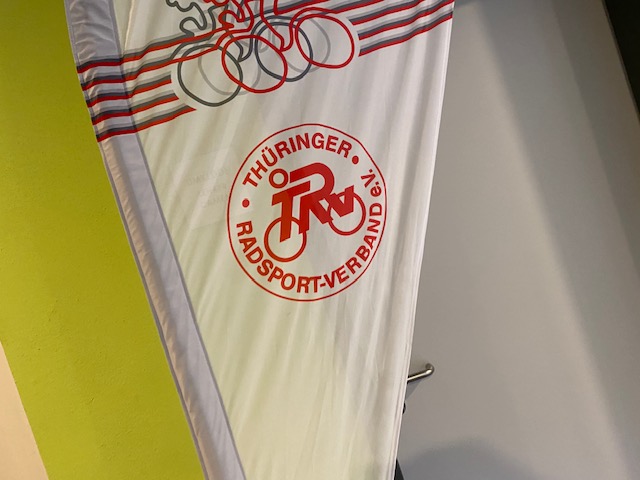 THÜRINGER
TRV
RADSPORT-VERBAND e.V.